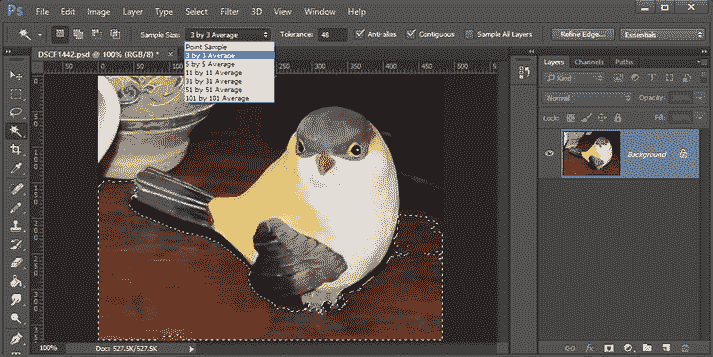 Ps File Edit Image Layer Type Select Filter 3D View Window Help
Sample Size: 3 by 3 Average Tolerance: 48 Anti-alias Contiguous Sample All Layers Refine Edge... Essentials
Point Sample
3 by 3 Average
5 by 5 Average
11 by 11 Average
31 by 31 Average
51 by 51 Average
101 by 101 Average
DSCF1442.psd @ 100% (RGB/8) *
Layers Channels Paths
Kind
Normal Opacity:
Lock: Fill:
Background
100% Doc: 527.5K/527.5K